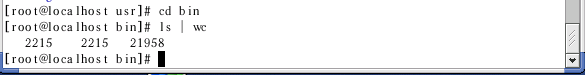 [root@localhost usr]# cd bin
[root@localhost bin]# ls | wc
2215 2215 21958
[root@localhost bin]#